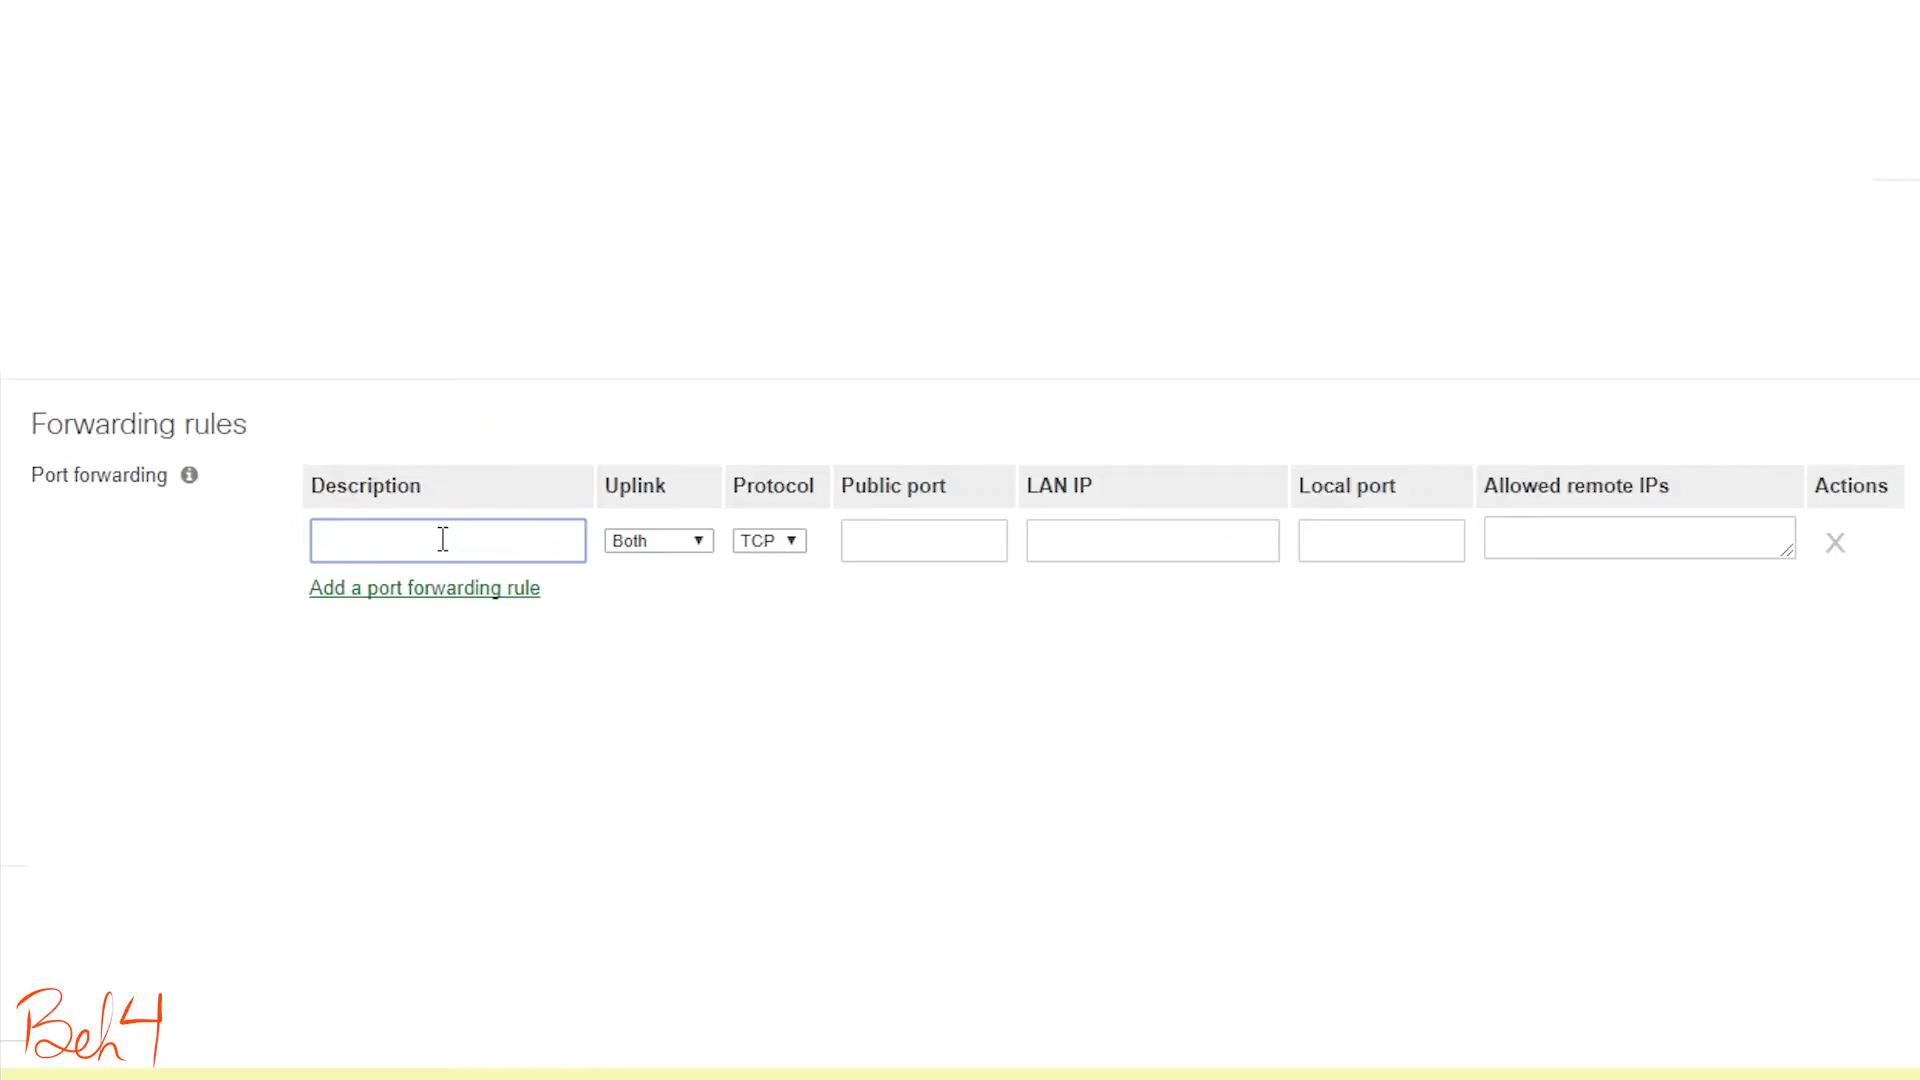 Forwarding rules
Port forwarding
Description Uplink Protocol Public port LAN IP Local port Allowed remote IPs Actions
Both TCP X
Add a port forwarding rule
Beh4